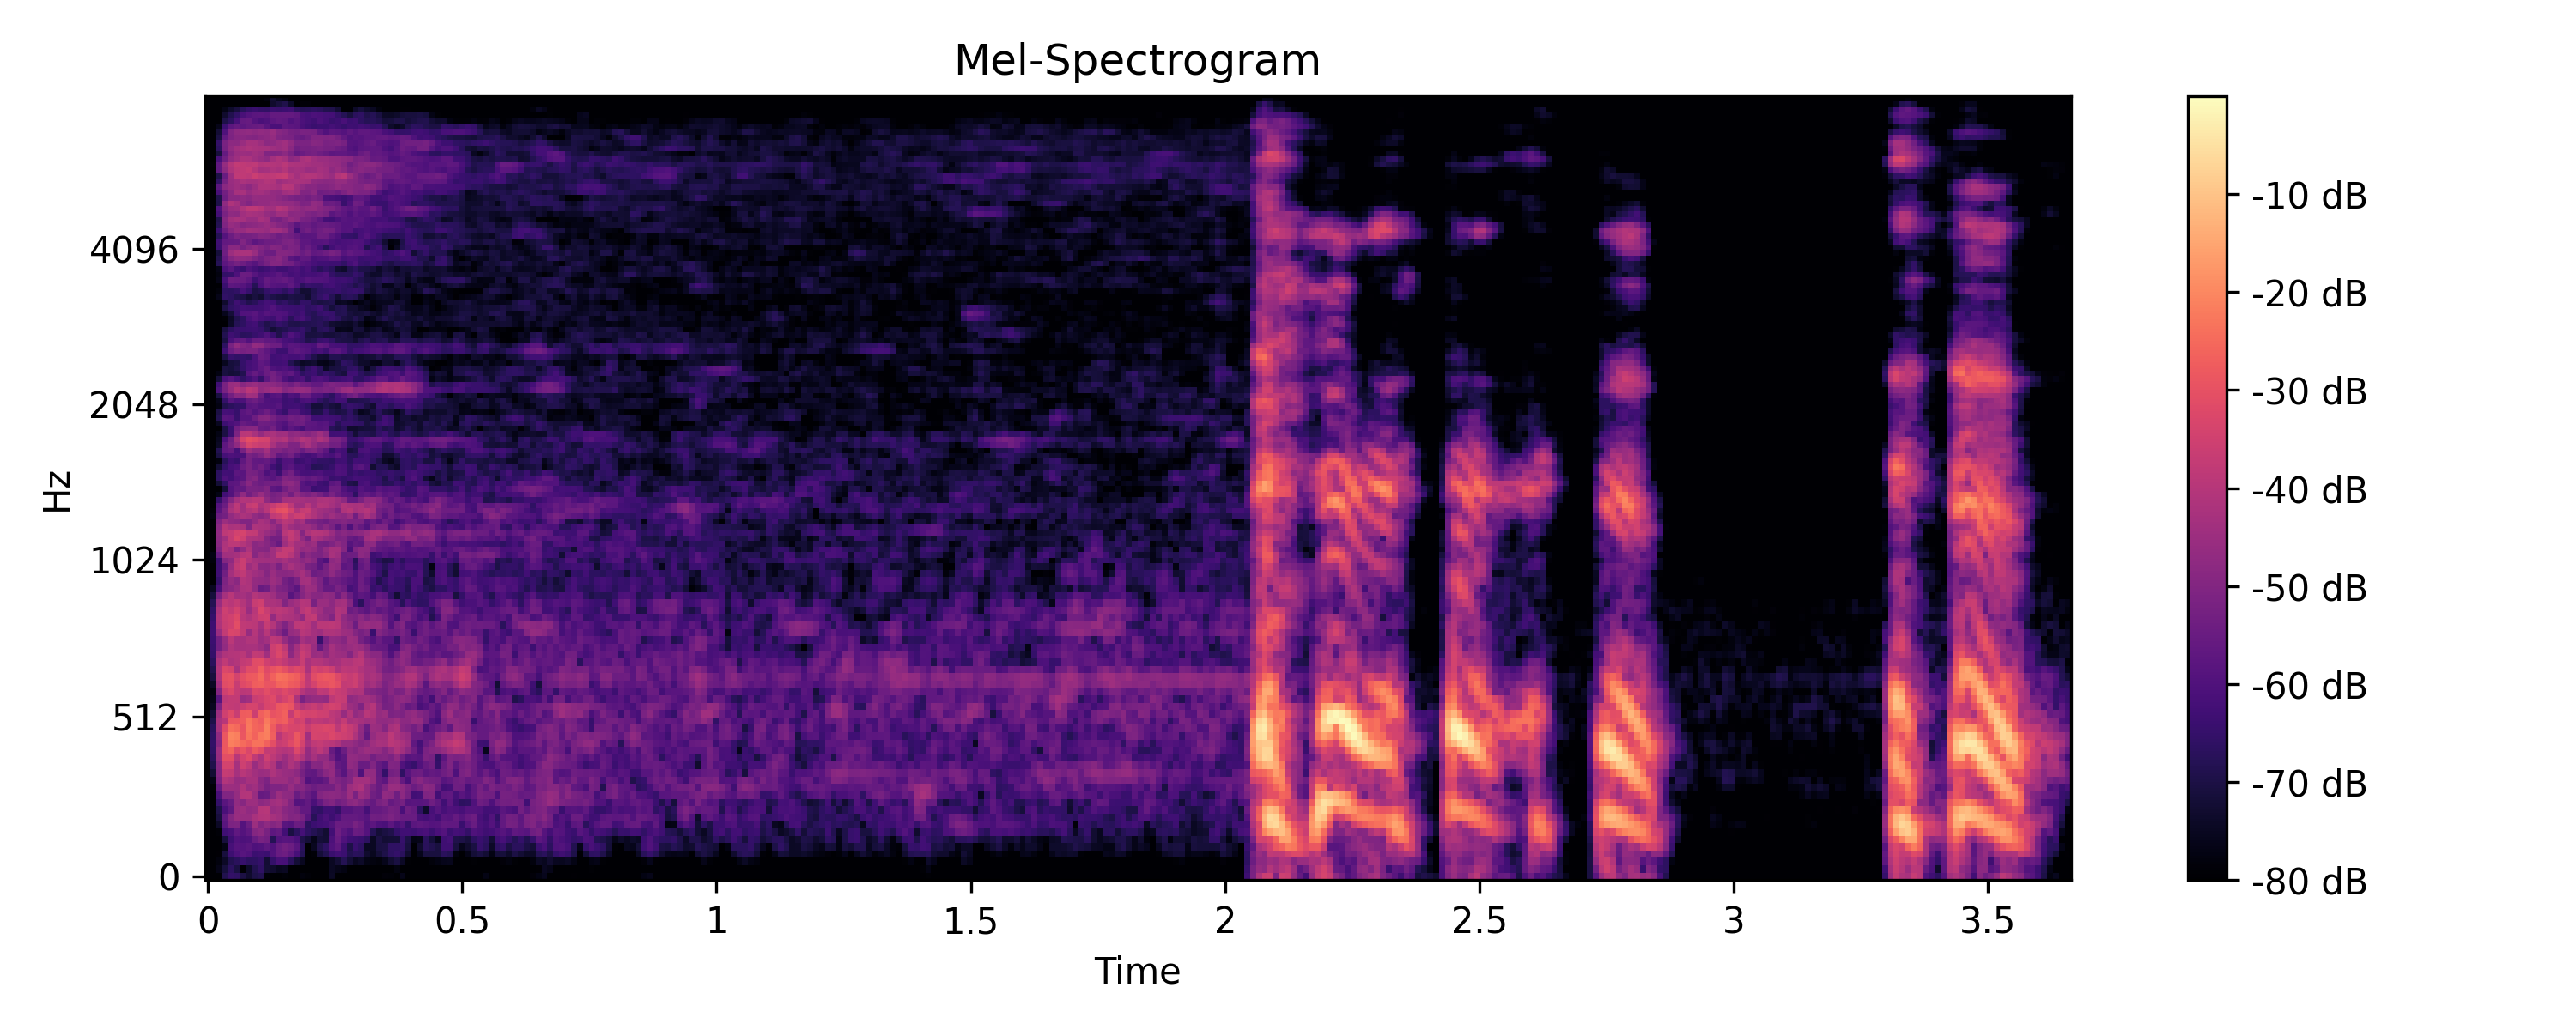 Mel-Spectrogram
Hz
4096
2048
1024
512
0
0 0.5 1 1.5 2 2.5 3 3.5
Time
-10 dB
-20 dB
-30 dB
-40 dB
-50 dB
-60 dB
-70 dB
-80 dB